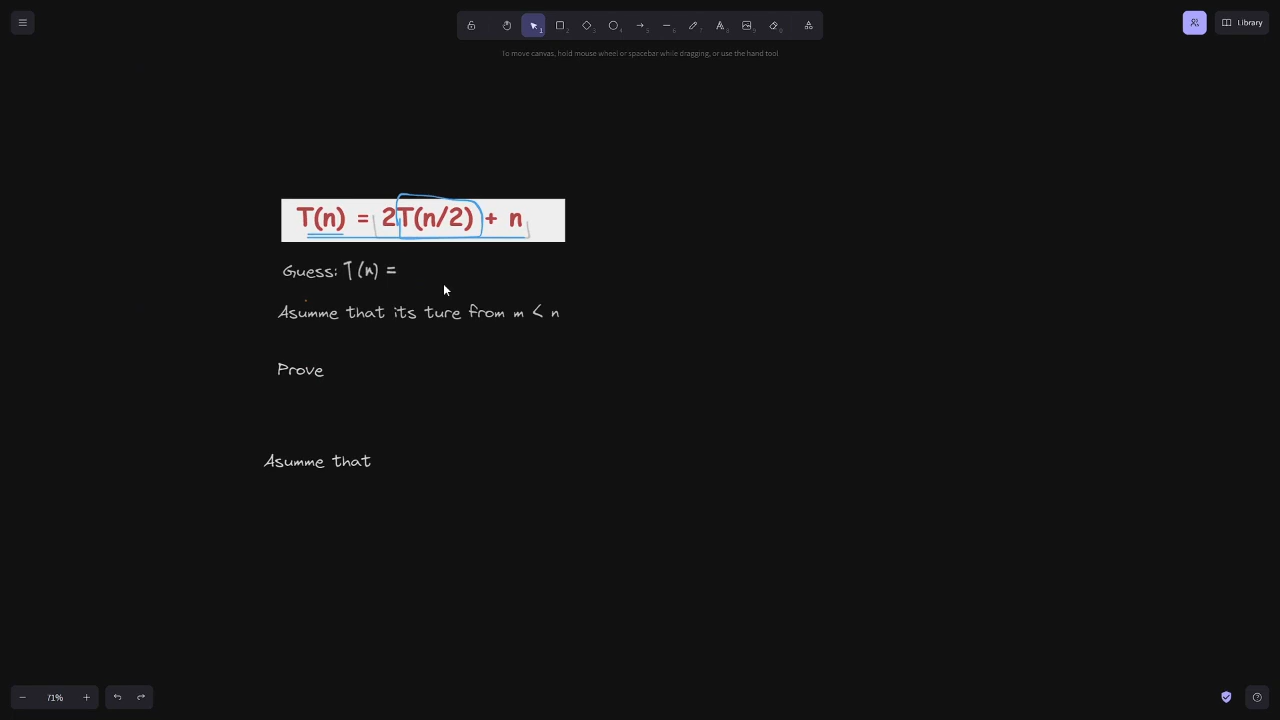 Library
To move canvas, hold mouse wheel or spacebar while dragging, or use the hand tool
T(n) = 2T(n/2) + n
Guess: T(n) =
Asumme that its ture from m < n
Prove
Asumme that
71%